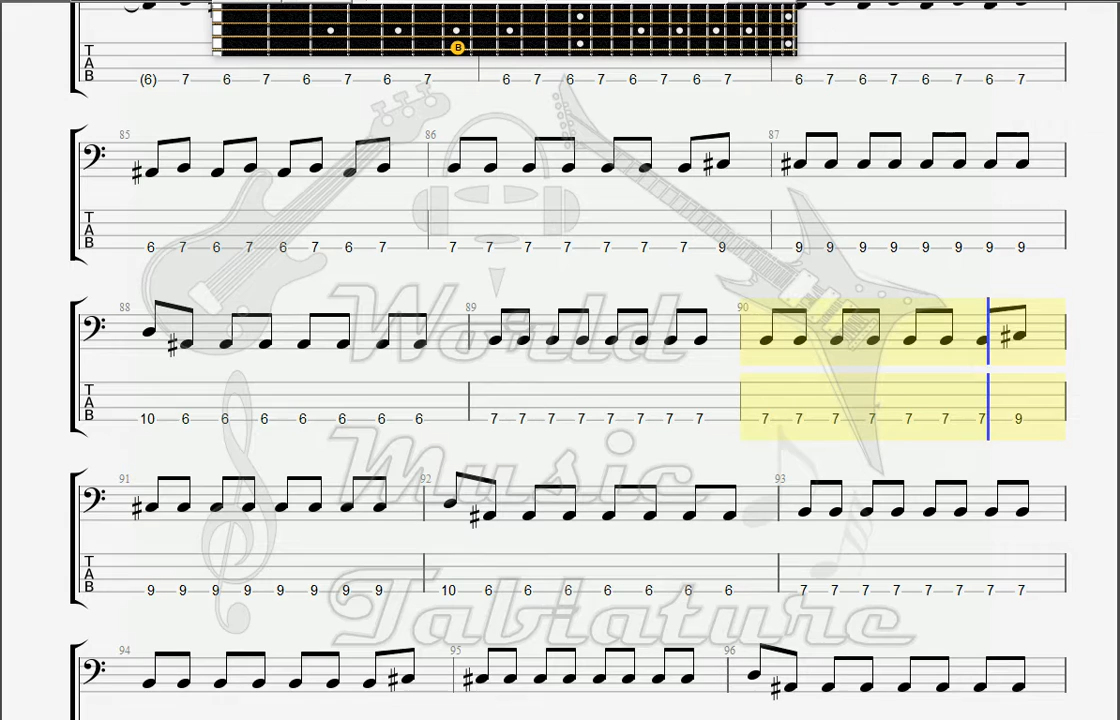 B
T
A
B
(6) 7 6 7 6 7 6 7 6 7 6 7 6 7 6 7 6 7 6 7 6 7 6 7
85 86 87
T
A
B
6 7 6 7 6 7 6 7 7 7 7 7 7 7 7 9 9 9 9 9 9 9 9 9
88 89 90
World
T
A
B
10 6 6 6 6 6 6 6 7 7 7 7 7 7 7 7 7 7 7 7 7 7 7 9
Music
91 92 93
T
A
B
9 9 9 9 9 9 9 9 10 6 6 6 6 6 6 6 7 7 7 7 7 7 7 7
Tablature
94 95 96